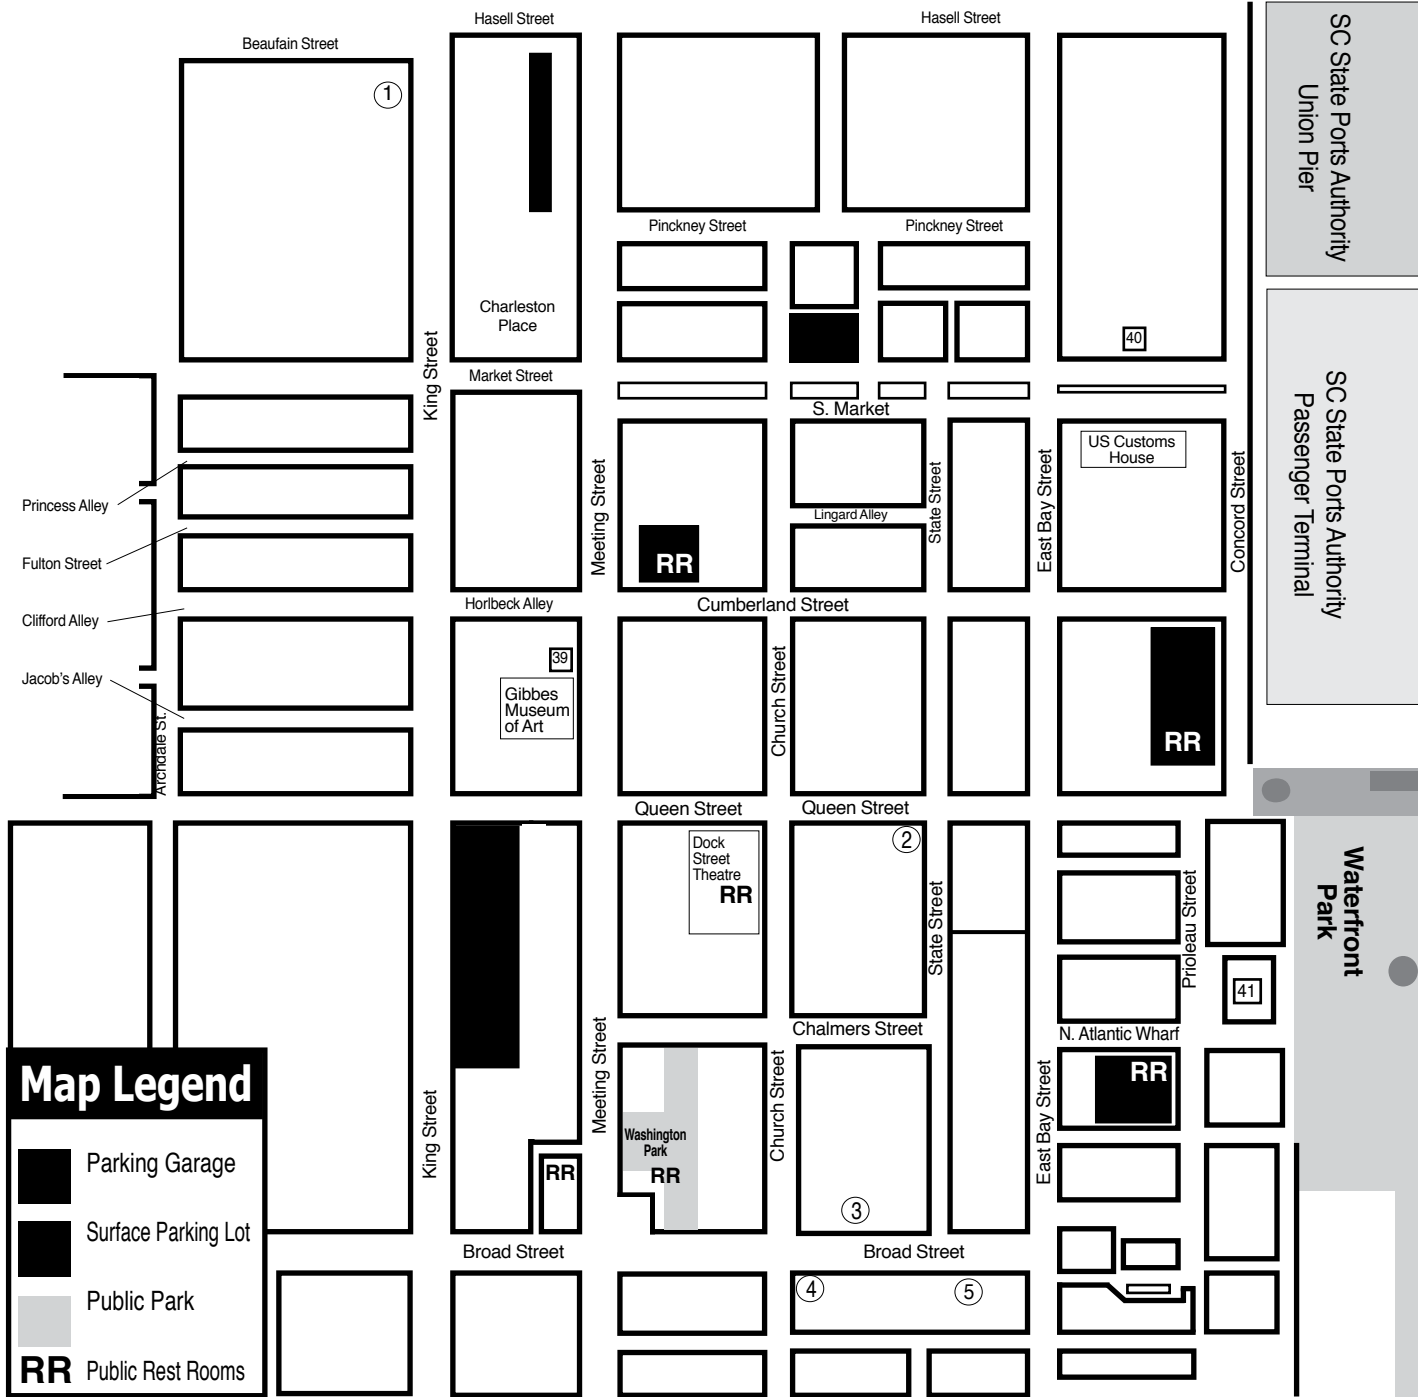 Hasell Street
Hasell Street
Beaufain Street
1
SC State Ports Authority
Union Pier
Pinckney Street
Pinckney Street
Charleston
Place
40
King Street
Market Street
S. Market
SC State Ports Authority
Passenger Terminal
US Customs
House
Meeting Street
State Street
East Bay Street
Concord Street
Princess Alley
Lingard Alley
Fulton Street
RR
Horlbeck Alley
Cumberland Street
Clifford Alley
39
Church Street
Jacob's Alley
Gibbes
Museum
of Art
Archdale St.
RR
Queen Street
Queen Street
2
Dock
Street
Theatre
RR
State Street
Prioleau Street
Waterfront
Park
41
Chalmers Street
N. Atlantic Wharf
Meeting Street
Church Street
East Bay Street
RR
King Street
Washington
Park
RR
RR
3
Broad Street
Broad Street
4
5
Map Legend
Parking Garage
Surface Parking Lot
Public Park
RR Public Rest Rooms